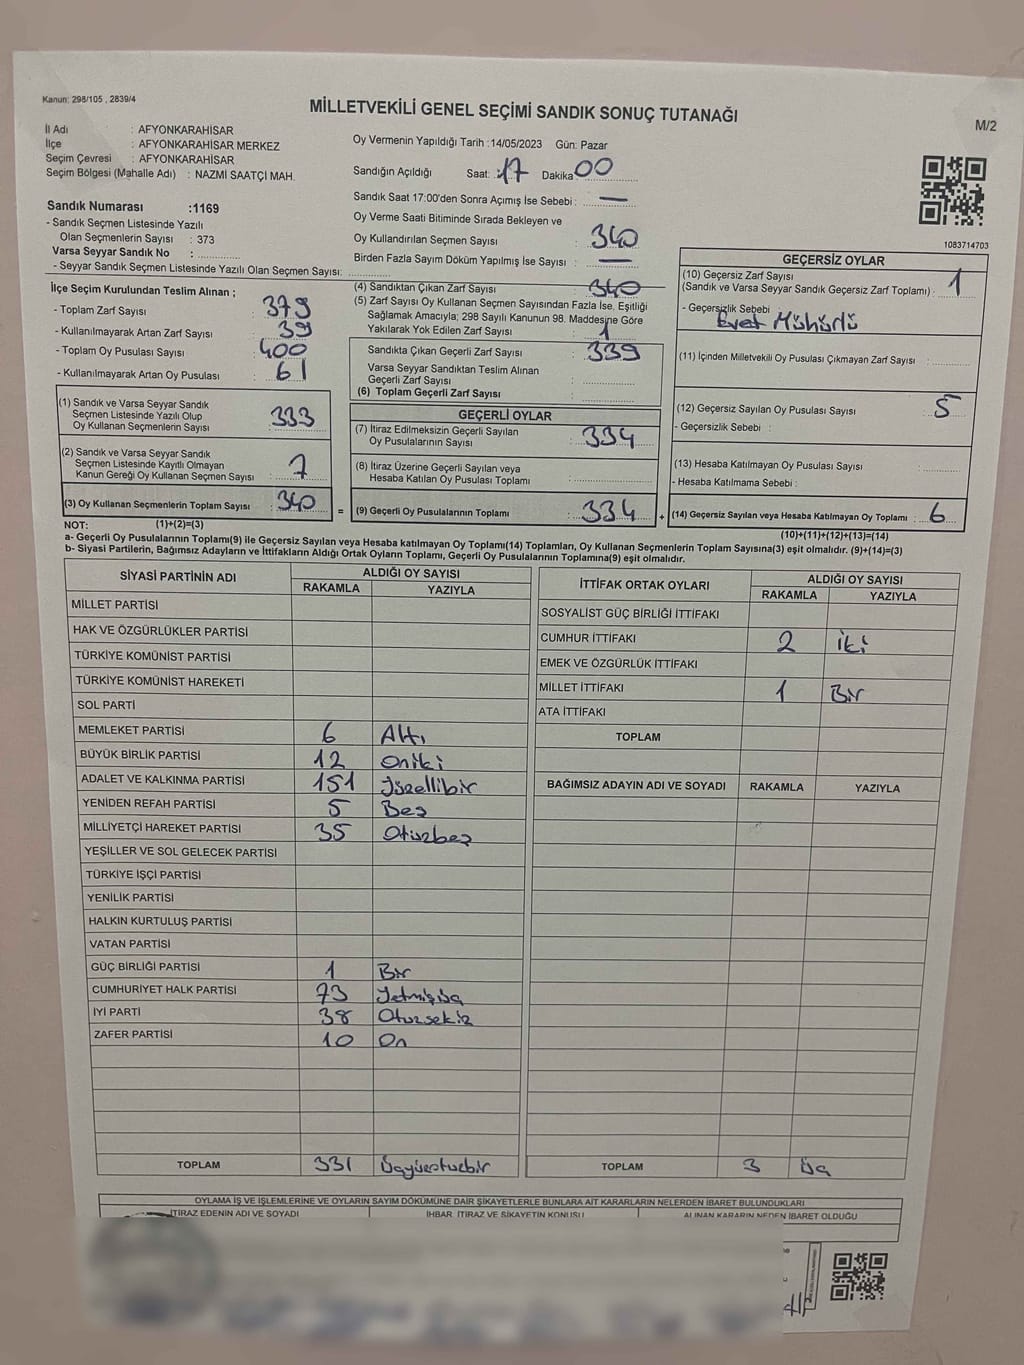 Kanun: 298/105 , 2839/4
MİLLETVEKİLİ GENEL SEÇİMİ SANDIK SONUÇ TUTANAĞI
M/2
İl Adı : AFYONKARAHİSAR
İlçe : AFYONKARAHİSAR MERKEZ
Seçim Çevresi : AFYONKARAHİSAR
Seçim Bölgesi (Mahalle Adı) : NAZMİ SAATÇİ MAH.
Sandık Numarası :1169
- Sandık Seçmen Listesinde Yazılı
Olan Seçmenlerin Sayısı : 373
Varsa Seyyar Sandık No :
- Seyyar Sandık Seçmen Listesinde Yazılı Olan Seçmen Sayısı:
Oy Vermenin Yapıldığı Tarih :14/05/2023 Gün: Pazar
Sandığın Açıldığı Saat: 17 Dakika 00
Sandık Saat 17:00'den Sonra Açımış İse Sebebi : —
Oy Verme Saati Bitiminde Sırada Bekleyen ve
Oy Kullandırılan Seçmen Sayısı : 340
Birden Fazla Sayım Döküm Yapılmış İse Sayısı : —
1083714703
İlçe Seçim Kurulundan Teslim Alınan ;
- Toplam Zarf Sayısı : 379
- Kullanılmayarak Artan Zarf Sayısı : 39
- Toplam Oy Pusulası Sayısı : 400
- Kullanılmayarak Artan Oy Pusulası : 61
(1) Sandık ve Varsa Seyyar Sandık
Seçmen Listesinde Yazılı Olup
Oy Kullanan Seçmenlerin Sayısı : 333
(2) Sandık ve Varsa Seyyar Sandık
Seçmen Listesinde Kayıtlı Olmayan
Kanun Gereği Oy Kullanan Seçmen Sayısı : 7
(3) Oy Kullanan Seçmenlerin Toplam Sayısı : 340
(4) Sandıktan Çıkan Zarf Sayısı : 340
(5) Zarf Sayısı Oy Kullanan Seçmen Sayısından Fazla İse, Eşitliği
Sağlamak Amacıyla; 298 Sayılı Kanunun 98. Maddesine Göre
Yakılarak Yok Edilen Zarf Sayısı : 1
Sandıkta Çıkan Geçerli Zarf Sayısı : 339
Varsa Seyyar Sandıktan Teslim Alınan
Geçerli Zarf Sayısı :
(6) Toplam Geçerli Zarf Sayısı :
GEÇERLİ OYLAR
(7) İtiraz Edilmeksizin Geçerli Sayılan
Oy Pusulalarının Sayısı : 334
(8) İtiraz Üzerine Geçerli Sayılan veya
Hesaba Katılan Oy Pusulası Toplamı :
= (9) Geçerli Oy Pusulalarının Toplamı : 334
GEÇERSİZ OYLAR
(10) Geçersiz Zarf Sayısı
(Sandık ve Varsa Seyyar Sandık Geçersiz Zarf Toplamı) : 1
- Geçersizlik Sebebi : Evet Mühürlü
(11) İçinden Milletvekili Oy Pusulası Çıkmayan Zarf Sayısı :
(12) Geçersiz Sayılan Oy Pusulası Sayısı : 5
- Geçersizlik Sebebi :
(13) Hesaba Katılmayan Oy Pusulası Sayısı :
- Hesaba Katılmama Sebebi :
+ (14) Geçersiz Sayılan veya Hesaba Katılmayan Oy Toplamı : 6
NOT: (1)+(2)=(3)
(10)+(11)+(12)+(13)=(14)
a- Geçerli Oy Pusulalarının Toplamı(9) ile Geçersiz Sayılan veya Hesaba katılmayan Oy Toplamı(14) Toplamları, Oy Kullanan Seçmenlerin Toplam Sayısına(3) eşit olmalıdır. (9)+(14)=(3)
b- Siyasi Partilerin, Bağımsız Adayların ve İttifakların Aldığı Ortak Oyların Toplamı, Geçerli Oy Pusulalarının Toplamına(9) eşit olmalıdır.
SİYASİ PARTİNİN ADI ALDIĞI OY SAYISI
RAKAMLA YAZIYLA
MİLLET PARTİSİ
HAK VE ÖZGÜRLÜKLER PARTİSİ
TÜRKİYE KOMÜNİST PARTİSİ
TÜRKİYE KOMÜNİST HAREKETİ
SOL PARTİ
MEMLEKET PARTİSİ 6 Altı
BÜYÜK BİRLİK PARTİSİ 12 Oniki
ADALET VE KALKINMA PARTİSİ 151 Yüzellibir
YENİDEN REFAH PARTİSİ 5 Beş
MİLLİYETÇİ HAREKET PARTİSİ 35 Otuzbeş
YEŞİLLER VE SOL GELECEK PARTİSİ
TÜRKİYE İŞÇİ PARTİSİ
YENİLİK PARTİSİ
HALKIN KURTULUŞ PARTİSİ
VATAN PARTİSİ
GÜÇ BİRLİĞİ PARTİSİ 1 Bir
CUMHURİYET HALK PARTİSİ 73 Yetmişüç
İYİ PARTİ 38 Otuzsekiz
ZAFER PARTİSİ 10 On
TOPLAM 331 Üçyüzotuzbir
İTTİFAK ORTAK OYLARI ALDIĞI OY SAYISI
RAKAMLA YAZIYLA
SOSYALİST GÜÇ BİRLİĞİ İTTİFAKI
CUMHUR İTTİFAKI 2 İki
EMEK VE ÖZGÜRLÜK İTTİFAKI
MİLLET İTTİFAKI 1 Bir
ATA İTTİFAKI
TOPLAM
BAĞIMSIZ ADAYIN ADI VE SOYADI RAKAMLA YAZIYLA
TOPLAM 3 Üç
OYLAMA İŞ VE İŞLEMLERİNE VE OYLARIN SAYIM DÖKÜMÜNE DAİR ŞİKAYETLERLE BUNLARA AİT KARARLARIN NELERDEN İBARET BULUNDUKLARI
İTİRAZ EDENİN ADI VE SOYADI İHBAR, İTİRAZ VE ŞİKAYETİN KONUSU ALINAN KARARIN NEDEN İBARET OLDUĞU